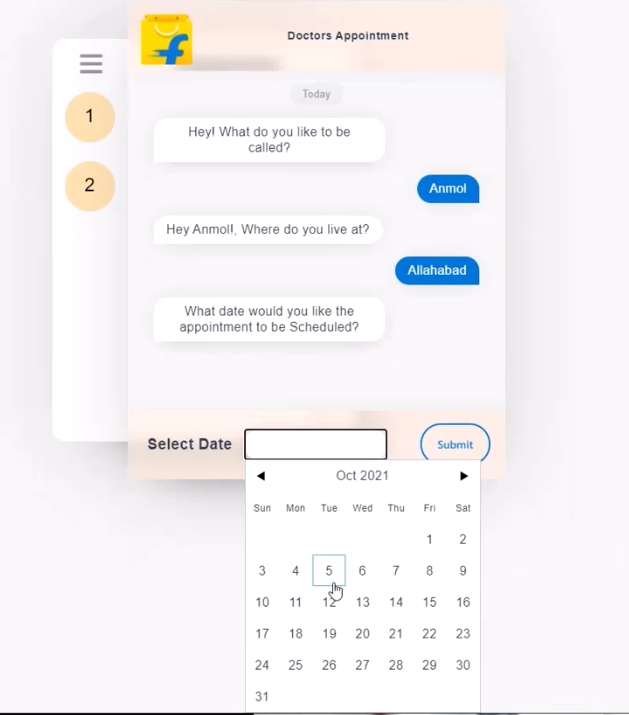 Doctors Appointment
1
2
Today
Hey! What do you like to be
called?
Anmol
Hey Anmol!, Where do you live at?
Allahabad
What date would you like the
appointment to be Scheduled?
Select Date
Submit
Oct 2021
Sun Mon Tue Wed Thu Fri Sat
1 2
3 4 5 6 7 8 9
10 11 12 13 14 15 16
17 18 19 20 21 22 23
24 25 26 27 28 29 30
31